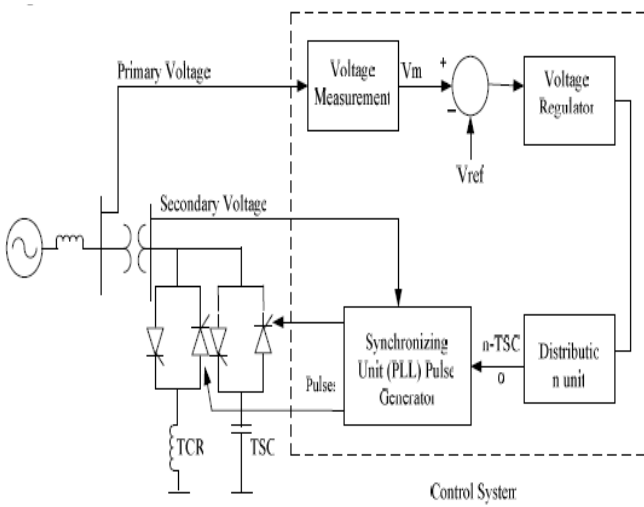 Primary Voltage
Voltage
Measurement
Vm
+
−
Vref
Voltage
Regulator
Secondary Voltage
Synchronizing
Unit (PLL) Pulse
Generator
n-TSC
α
Distributic
n unit
Pulses
TCR
TSC
Control System